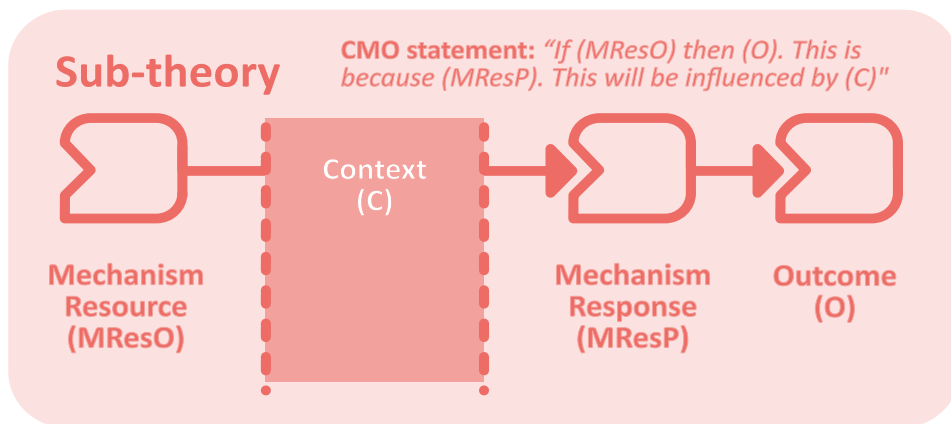 Sub-theory
CMO statement: “If (MResO) then (O). This is
because (MResP). This will be influenced by (C)"
Context
(C)
Mechanism
Resource
(MResO)
Mechanism
Response
(MResP)
Outcome
(O)